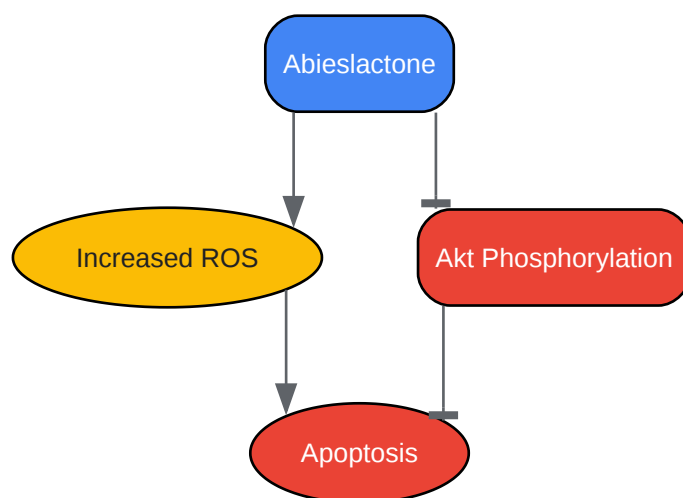 Abieslactone
Increased ROS
Akt Phosphorylation
Apoptosis